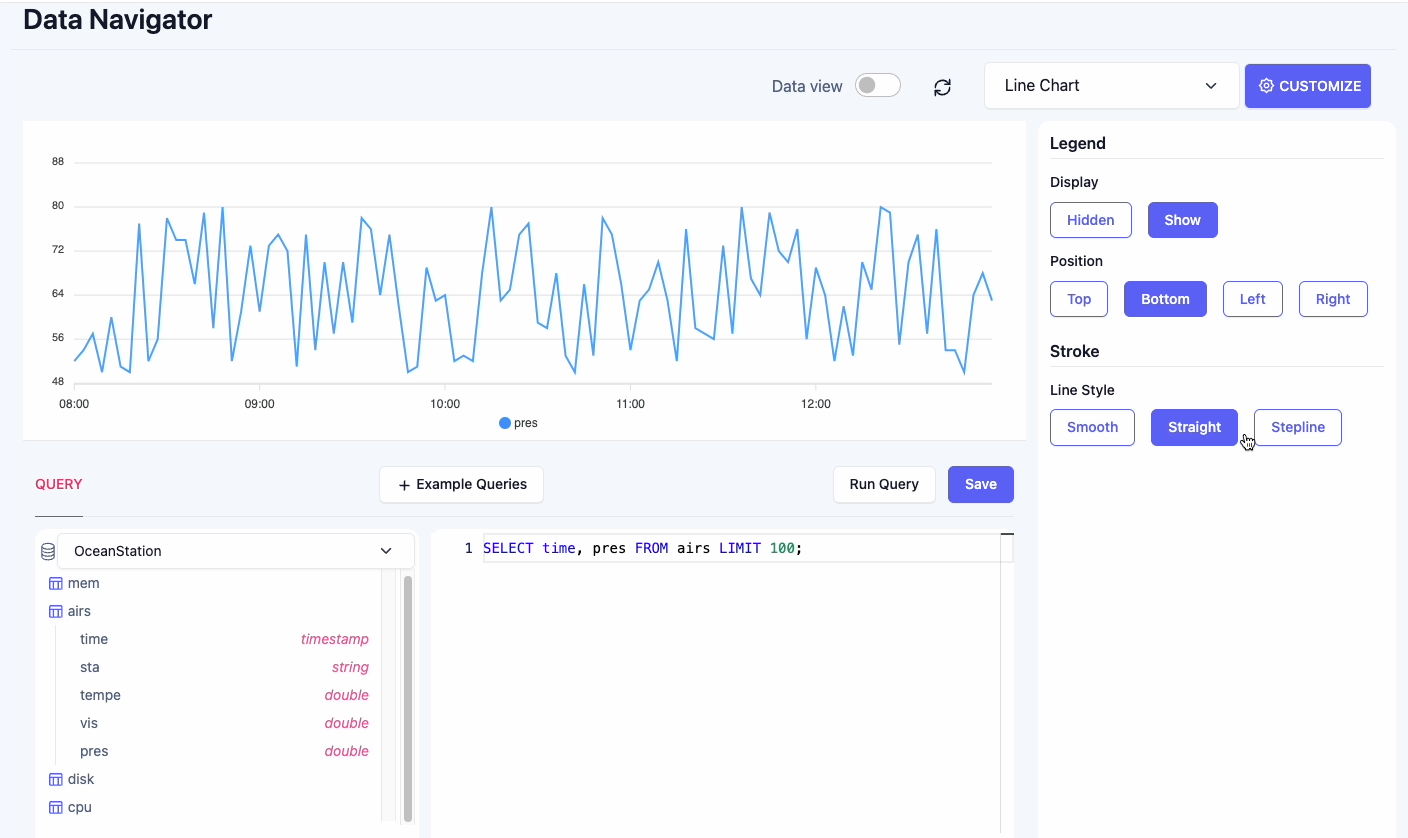 Data Navigator
Data view
Line Chart
CUSTOMIZE
88
80
72
64
56
48
08:00 09:00 10:00 11:00 12:00
pres
Legend
Display
Hidden Show
Position
Top Bottom Left Right
Stroke
Line Style
Smooth Straight Stepline
QUERY
+ Example Queries
Run Query
Save
OceanStation
mem
airs
time timestamp
sta string
tempe double
vis double
pres double
disk
cpu
1 SELECT time, pres FROM airs LIMIT 100;